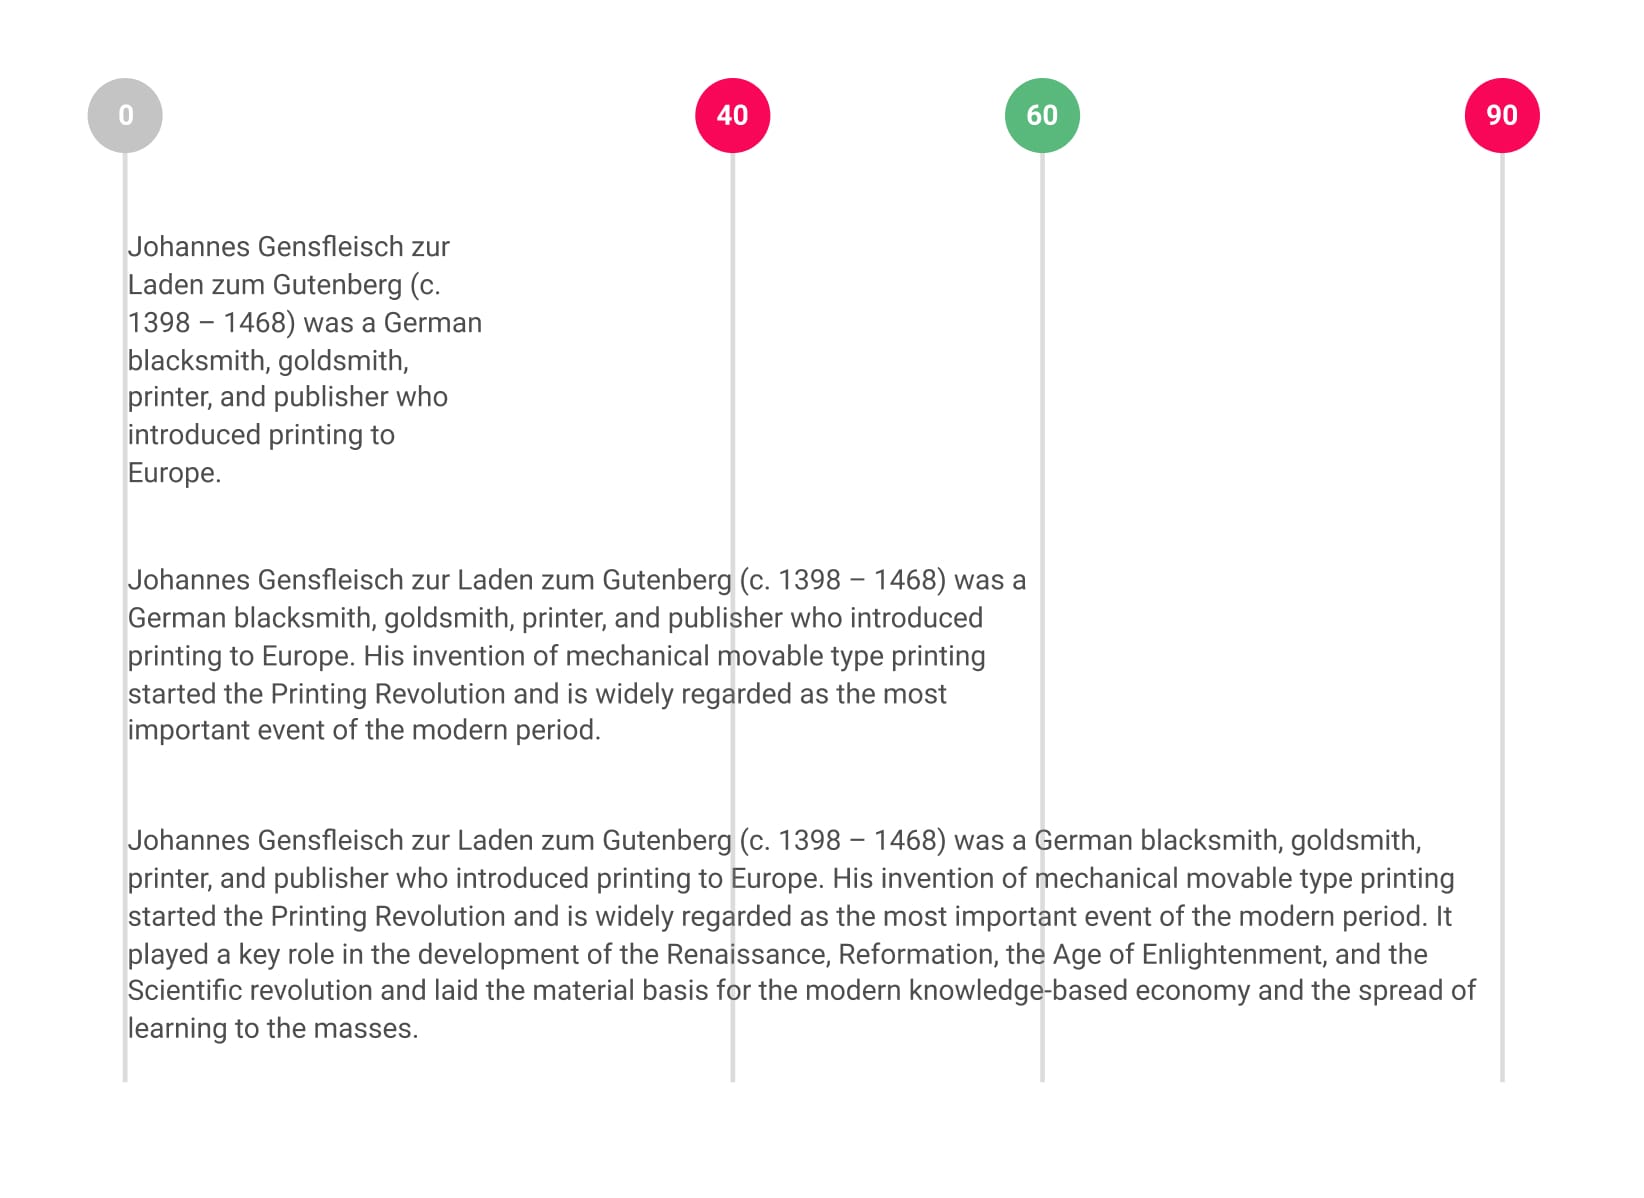 0 40 60 90
Johannes Gensfleisch zur
Laden zum Gutenberg (c.
1398 – 1468) was a German
blacksmith, goldsmith,
printer, and publisher who
introduced printing to
Europe.
Johannes Gensfleisch zur Laden zum Gutenberg (c. 1398 – 1468) was a
German blacksmith, goldsmith, printer, and publisher who introduced
printing to Europe. His invention of mechanical movable type printing
started the Printing Revolution and is widely regarded as the most
important event of the modern period.
Johannes Gensfleisch zur Laden zum Gutenberg (c. 1398 – 1468) was a German blacksmith, goldsmith,
printer, and publisher who introduced printing to Europe. His invention of mechanical movable type printing
started the Printing Revolution and is widely regarded as the most important event of the modern period. It
played a key role in the development of the Renaissance, Reformation, the Age of Enlightenment, and the
Scientific revolution and laid the material basis for the modern knowledge-based economy and the spread of
learning to the masses.